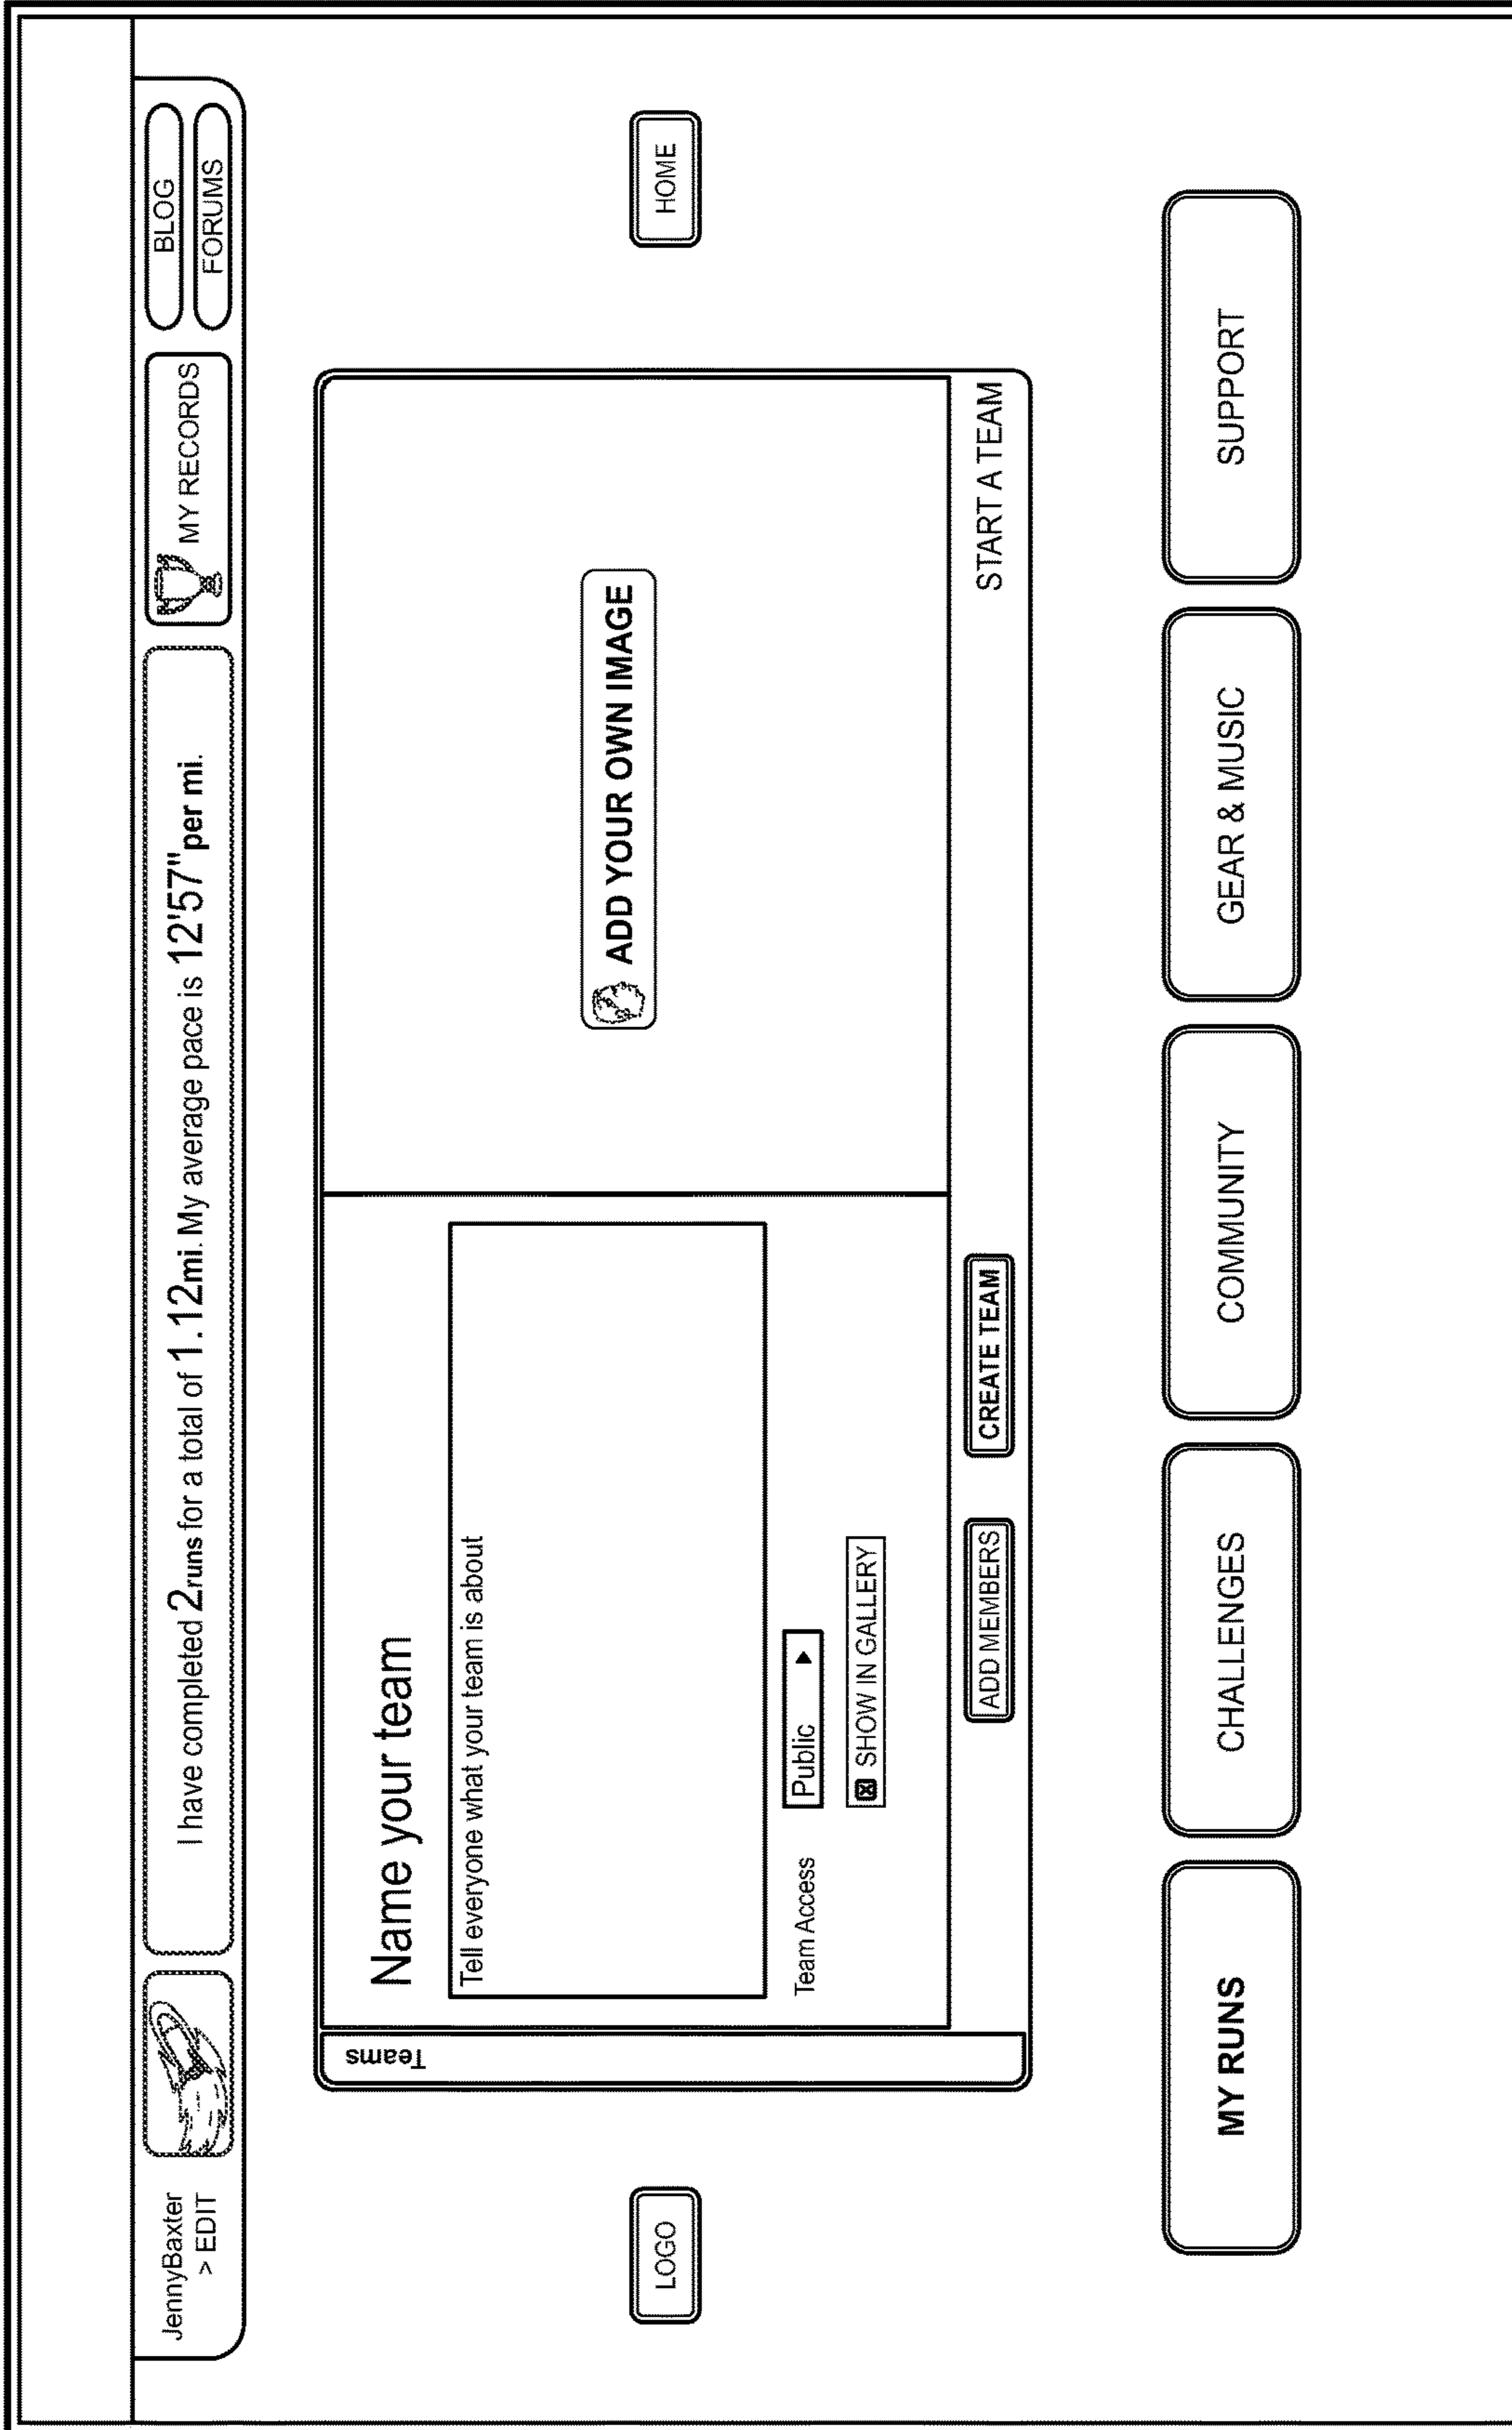 JennyBaxter
> EDIT
I have completed 2runs for a total of 1.12mi. My average pace is 12'57"per mi.
MY RECORDS
BLOG
FORUMS
Teams
Name your team
Tell everyone what your team is about
Team Access
Public
SHOW IN GALLERY
ADD YOUR OWN IMAGE
ADD MEMBERS
CREATE TEAM
START A TEAM
LOGO
HOME
MY RUNS
CHALLENGES
COMMUNITY
GEAR & MUSIC
SUPPORT